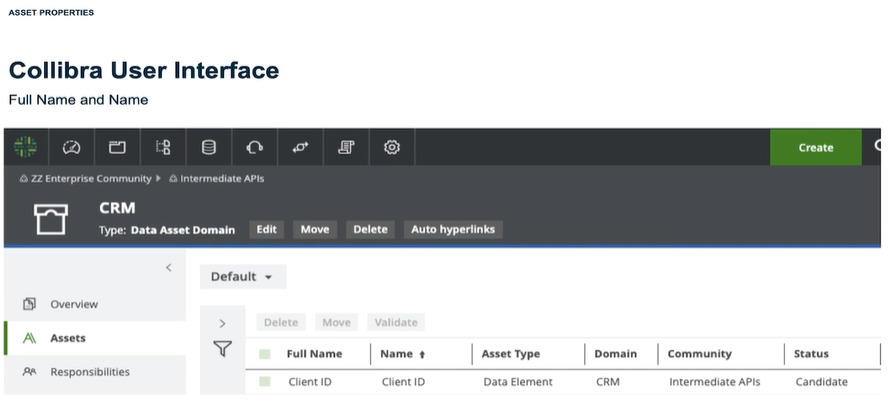 ASSET PROPERTIES
Collibra User Interface
Full Name and Name
Create
ZZ Enterprise Community Intermediate APIs
CRM
Type: Data Asset Domain Edit Move Delete Auto hyperlinks
Default
Overview
Delete Move Validate
Assets
Full Name Name Asset Type Domain Community Status
Responsibilities
Client ID Client ID Data Element CRM Intermediate APIs Candidate